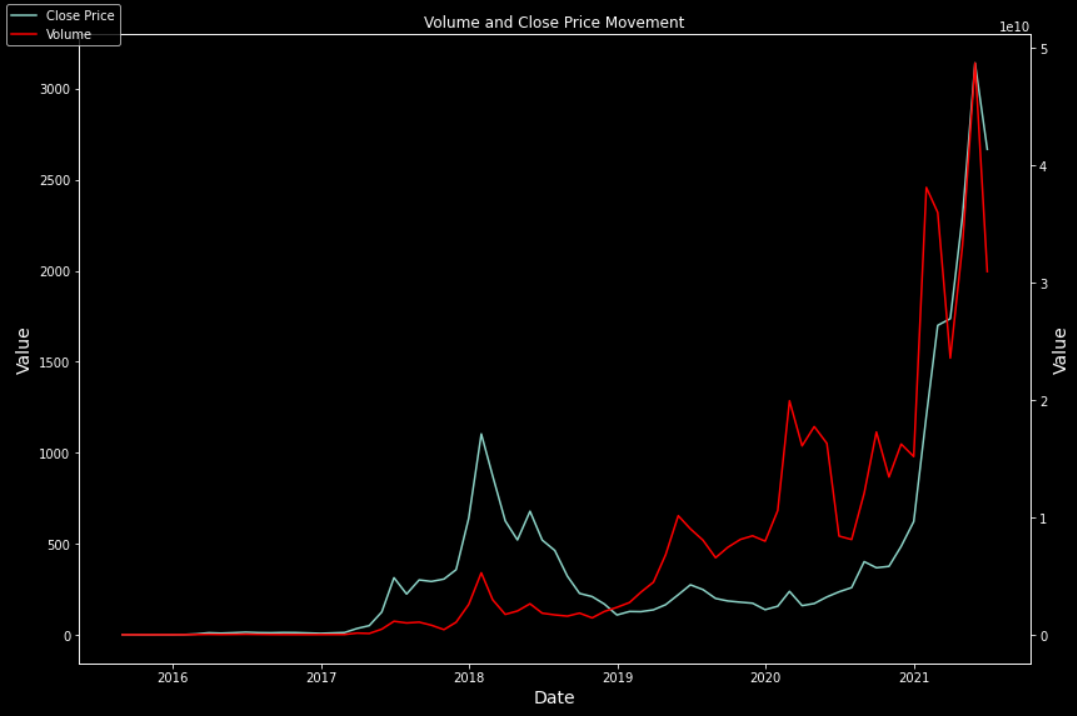 Close Price
Volume
Volume and Close Price Movement
1e10
3000
2500
2000
1500
1000
500
0
Value
5
4
3
2
1
0
Value
2016 2017 2018 2019 2020 2021
Date